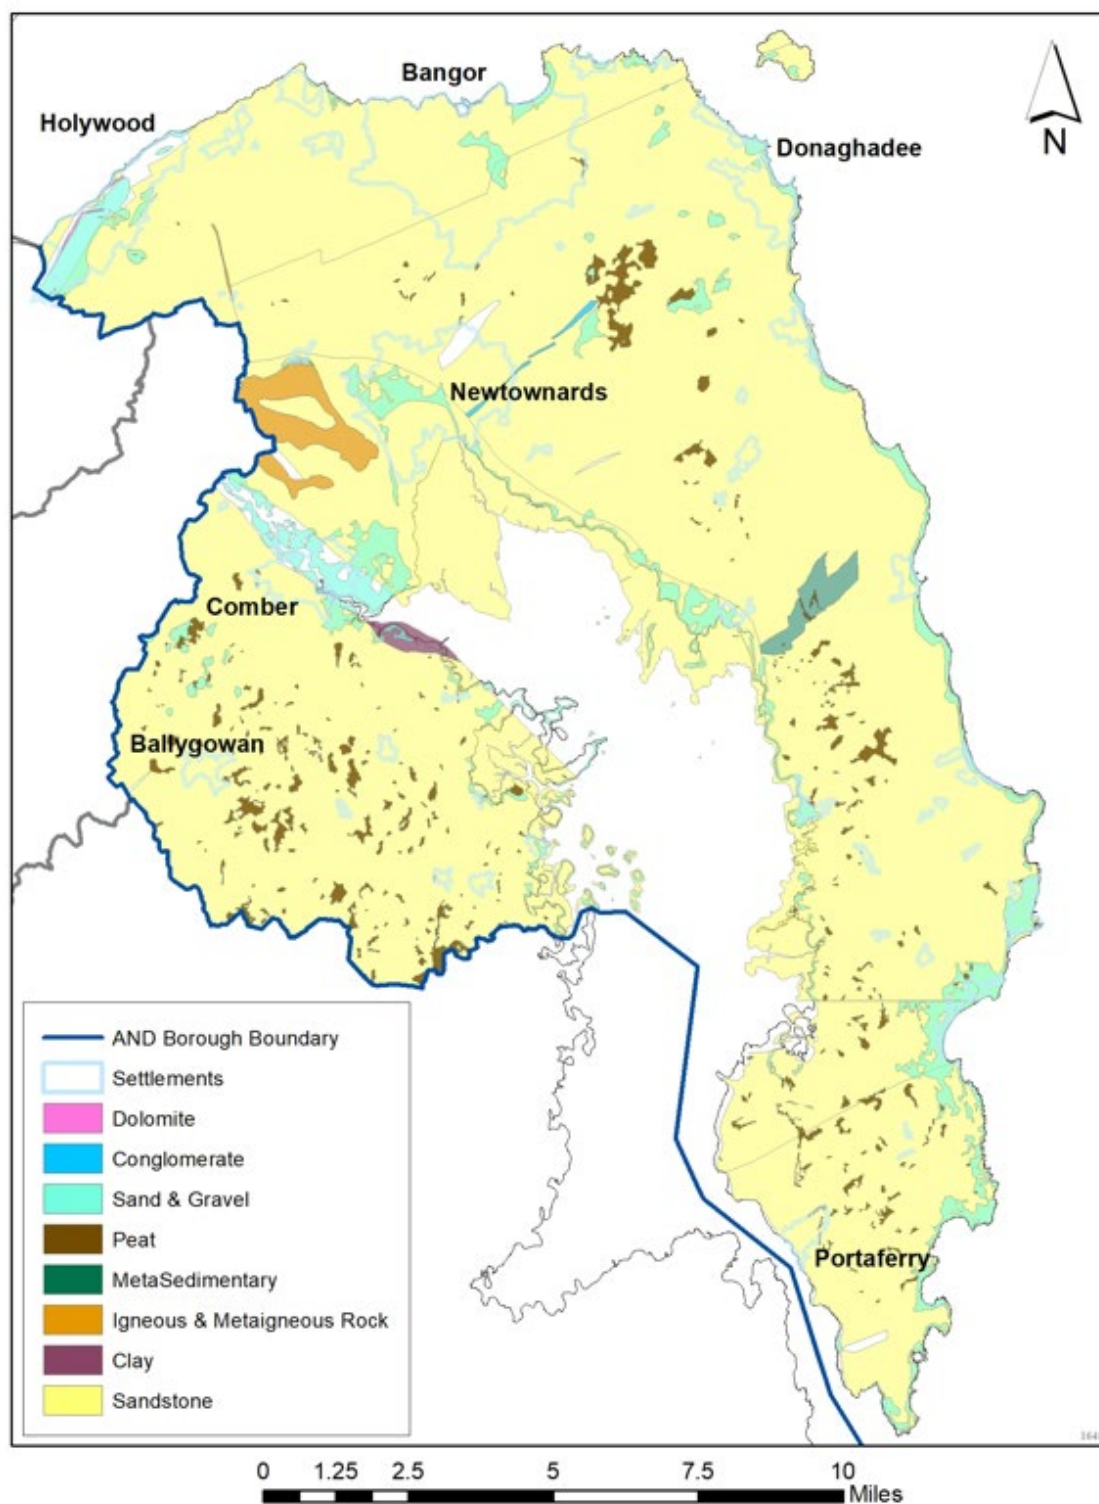 Bangor
Holywood
Donaghadee
N
Newtownards
Comber
Ballygowan
Portaferry
AND Borough Boundary
Settlements
Dolomite
Conglomerate
Sand & Gravel
Peat
MetaSedimentary
Igneous & Metaigneous Rock
Clay
Sandstone
0 1.25 2.5 5 7.5 10
Miles